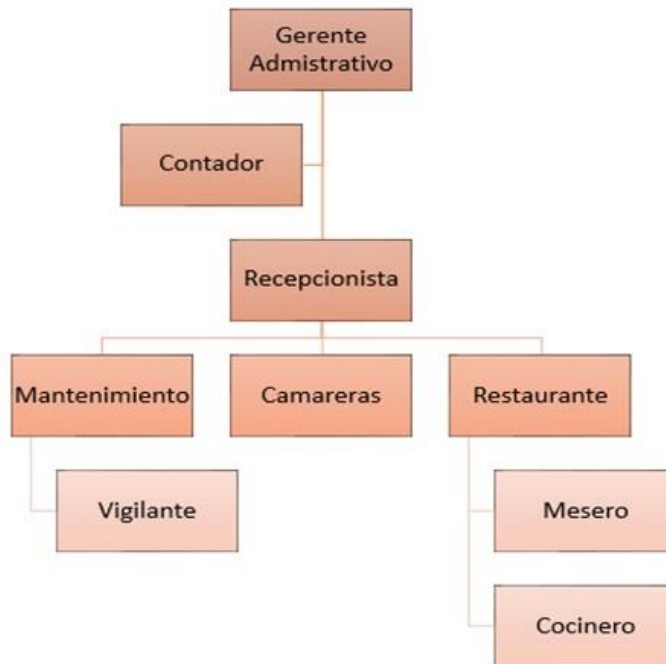 Gerente
Admistrativo
Contador
Recepcionista
Mantenimiento
Camareras
Restaurante
Vigilante
Mesero
Cocinero